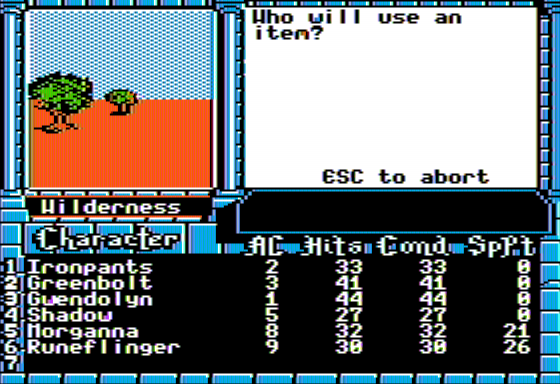 Who will use an
item?
ESC to abort
Wilderness
Character AC Hits Cond SpPt
1 Ironpants 2 33 33 0
2 Greenbolt 3 41 41 0
3 Gwendolyn 1 44 44 0
4 Shadow 5 27 27 0
5 Morganna 8 32 32 21
6 Runeflinger 9 30 30 26
7